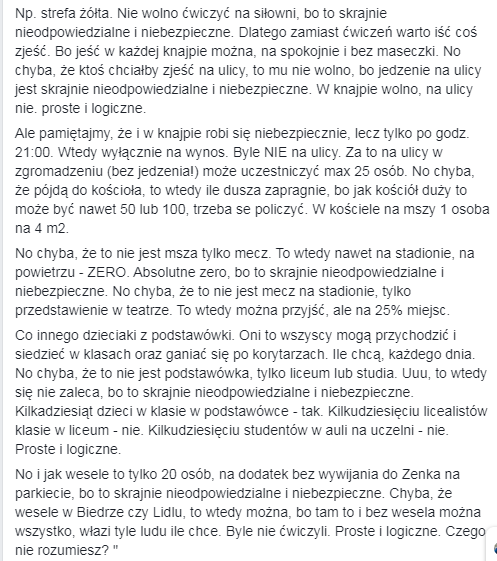 Np. strefa żółta. Nie wolno ćwiczyć na siłowni, bo to skrajnie
nieodpowiedzialne i niebezpieczne. Dlatego zamiast ćwiczeń warto iść coś
zjeść. Bo jeść w każdej knajpie można, na spokojnie i bez maseczki. No
chyba, że ktoś chciałby zjeść na ulicy, to mu nie wolno, bo jedzenie na ulicy
jest skrajnie nieodpowiedzialne i niebezpieczne. W knajpie wolno, na ulicy
nie. proste i logiczne.
Ale pamiętajmy, że i w knajpie robi się niebezpiecznie, lecz tylko po godz.
21:00. Wtedy wyłącznie na wynos. Byle NIE na ulicy. Za to na ulicy w
zgromadzeniu (bez jedzenia!) może uczestniczyć max 25 osób. No chyba,
że pójdą do kościoła, to wtedy ile dusza zapragnie, bo jak kościół duży to
może być nawet 50 lub 100, trzeba se policzyć. W kościele na mszy 1 osoba
na 4 m2.
No chyba, że to nie jest msza tylko mecz. To wtedy nawet na stadionie, na
powietrzu - ZERO. Absolutne zero, bo to skrajnie nieodpowiedzialne i
niebezpieczne. No chyba, że to nie jest mecz na stadionie, tylko
przedstawienie w teatrze. To wtedy można przyjść, ale na 25% miejsc.
Co innego dzieciaki z podstawówki. Oni to wszyscy mogą przychodzić i
siedzieć w klasach oraz ganiać się po korytarzach. Ile chcą, każdego dnia.
No chyba, że to nie jest podstawówka, tylko liceum lub studia. Uuu, to wtedy
się nie zaleca, bo to skrajnie nieodpowiedzialne i niebezpieczne.
Kilkadziesiąt dzieci w klasie w podstawówce - tak. Kilkudziesięciu licealistów
klasie w liceum - nie. Kilkudziesięciu studentów w auli na uczelni - nie.
Proste i logiczne.
No i jak wesele to tylko 20 osób, na dodatek bez wywijania do Zenka na
parkiecie, bo to skrajnie nieodpowiedzialne i niebezpieczne. Chyba, że
wesele w Biedrze czy Lidlu, to wtedy można, bo tam to i bez wesela można
wszystko, włazi tyle ludu ile chce. Byle nie ćwiczyli. Proste i logiczne. Czego
nie rozumiesz? "